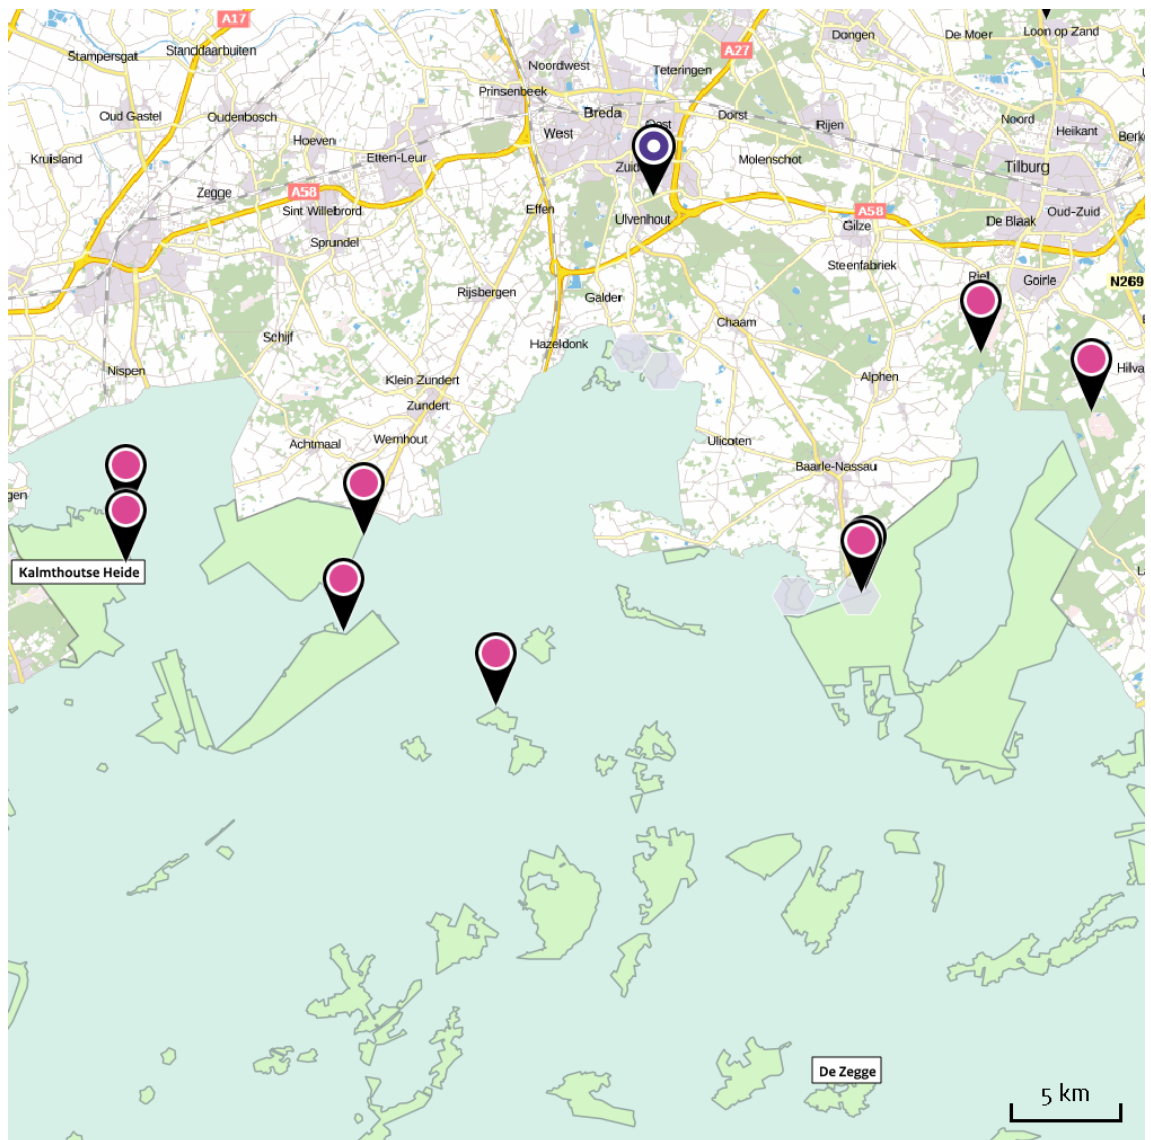 A17
Stampersgat
Standdaarbuiten
Noordwest
A27
Teteringen
Dongen
De Moer
Loon op Zand
Prinsenbeek
Oud Gastel
Oudenbosch
Breda
Oost
Dorst
Rijen
Noord
Heikant
Hoeven
West
Kruisland
Etten-Leur
Zuid
Molenschot
Tilburg
Zegge
A58
Sint Willebrord
Effen
Ulvenhout
A58
Gilze
De Blaak
Oud-Zuid
Sprundel
Steenfabriek
Riel
Goirle
N269
Rijsbergen
Galder
Chaam
Schijf
Hazeldonk
Nispen
Klein Zundert
Alphen
Hilva
Zundert
Achtmaal
Wernhout
Ulicoten
Baarle-Nassau
gen
Kalmthoutse Heide
De Zegge
5 km